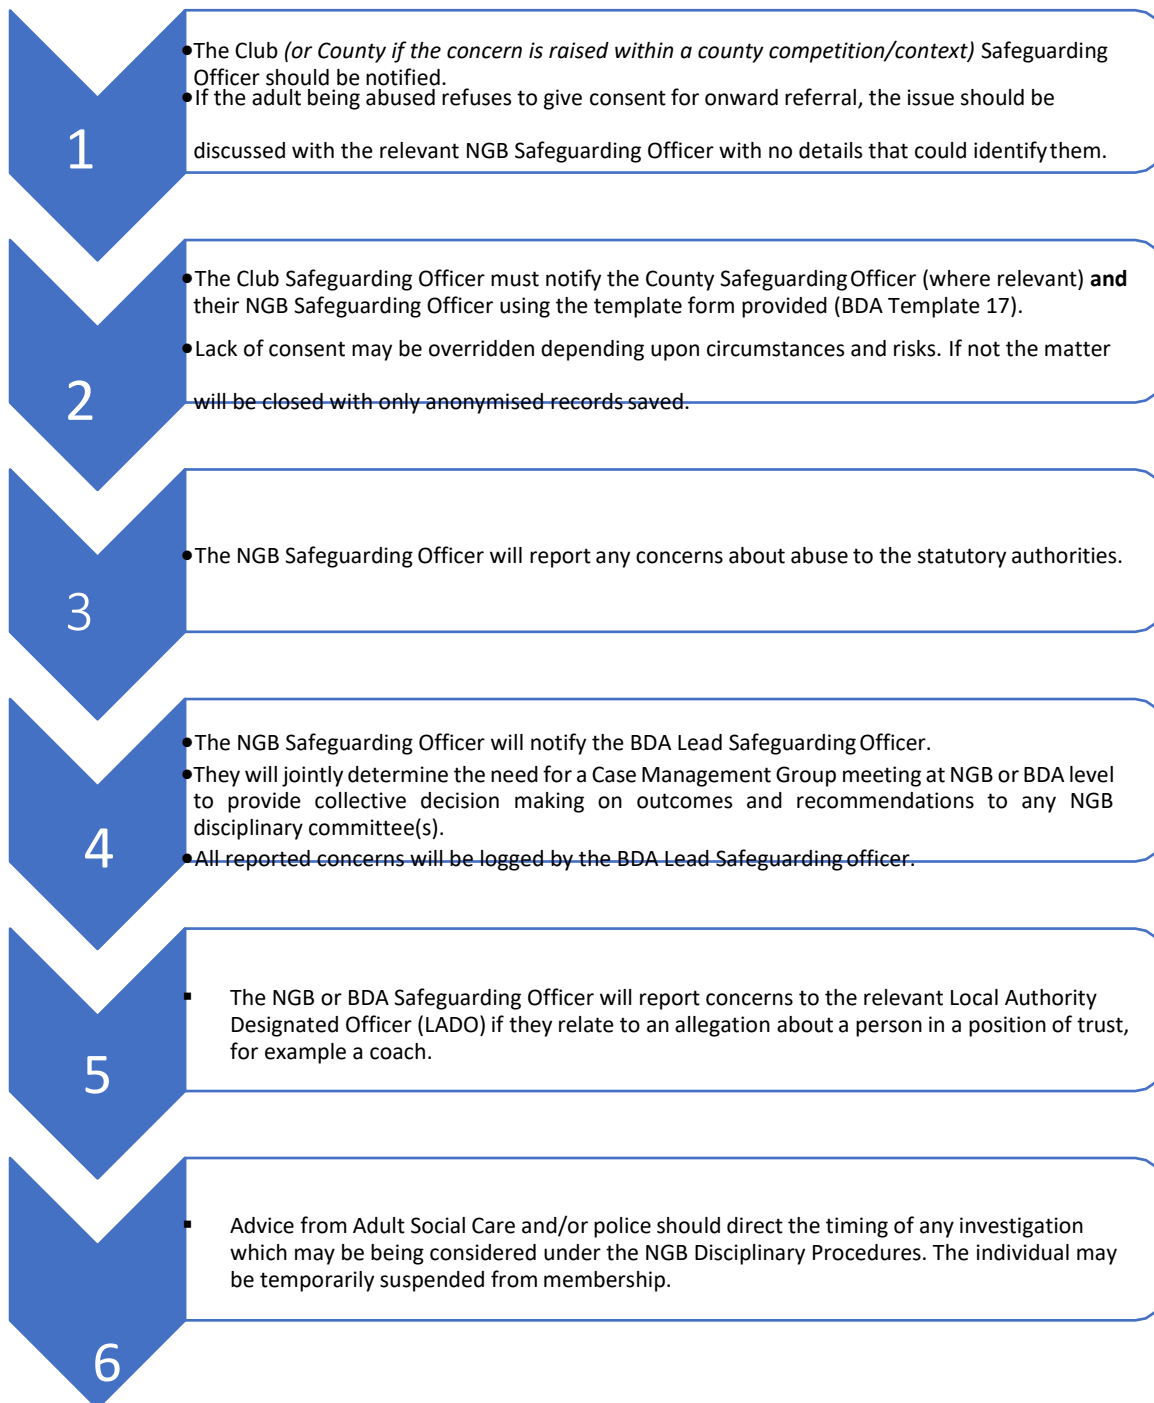 •The Club (or County if the concern is raised within a county competition/context) Safeguarding
Officer should be notified.
•If the adult being abused refuses to give consent for onward referral, the issue should be
discussed with the relevant NGB Safeguarding Officer with no details that could identify them.
1
•The Club Safeguarding Officer must notify the County Safeguarding Officer (where relevant) and
their NGB Safeguarding Officer using the template form provided (BDA Template 17).
•Lack of consent may be overridden depending upon circumstances and risks. If not the matter
will be closed with only anonymised records saved.
2
•The NGB Safeguarding Officer will report any concerns about abuse to the statutory authorities.
3
•The NGB Safeguarding Officer will notify the BDA Lead Safeguarding Officer.
•They will jointly determine the need for a Case Management Group meeting at NGB or BDA level
to provide collective decision making on outcomes and recommendations to any NGB
disciplinary committee(s).
•All reported concerns will be logged by the BDA Lead Safeguarding officer.
4
▪ The NGB or BDA Safeguarding Officer will report concerns to the relevant Local Authority
Designated Officer (LADO) if they relate to an allegation about a person in a position of trust,
for example a coach.
5
▪ Advice from Adult Social Care and/or police should direct the timing of any investigation
which may be being considered under the NGB Disciplinary Procedures. The individual may
be temporarily suspended from membership.
6